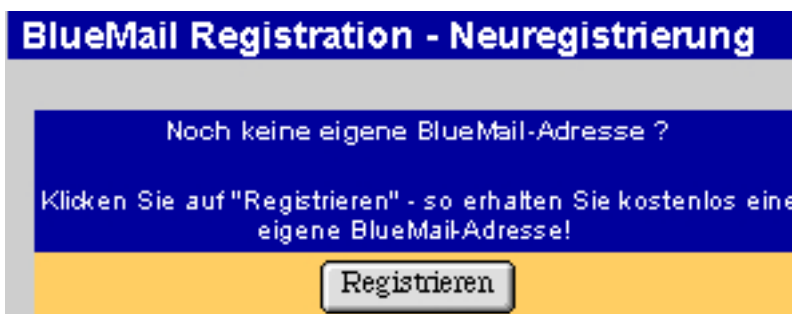 BlueMail Registration - Neuregistrierung
Noch keine eigene BlueMail-Adresse ?
Klicken Sie auf "Registrieren" - so erhalten Sie kostenlos eine
eigene BlueMail-Adresse!
Registrieren